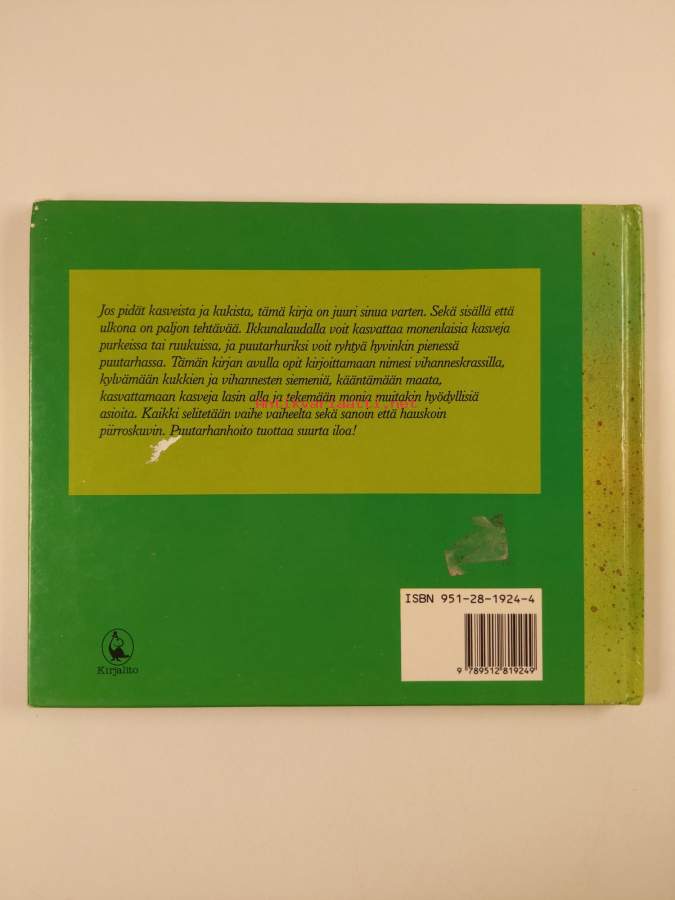 Jos pidät kasveista ja kukista, tämä kirja on juuri sinua varten. Sekä sisällä että
ulkona on paljon tehtävää. Ikkunalaudalla voit kasvattaa monenlaisia kasveja
purkeissa tai ruukuissa, ja puutarhuriksi voit ryhtyä hyvinkin pienessä
puutarhassa. Tämän kirjan avulla opit kirjoittamaan nimesi vihanneskrassilla,
kylvämään kukkien ja vihannesten siemeniä, kääntämään maata,
kasvattamaan kasveja lasin alla ja tekemään monia muitakin hyödyllisiä
Antikvariaatti.net
asioita. Kaikki selitetään vaihe vaiheelta sekä sanoin että hauskoin
piirroskuvin. Puutarhanhoito tuottaa suurta iloa!
ISBN 951-28-1924-4
9 789512 819249
Kirjalito